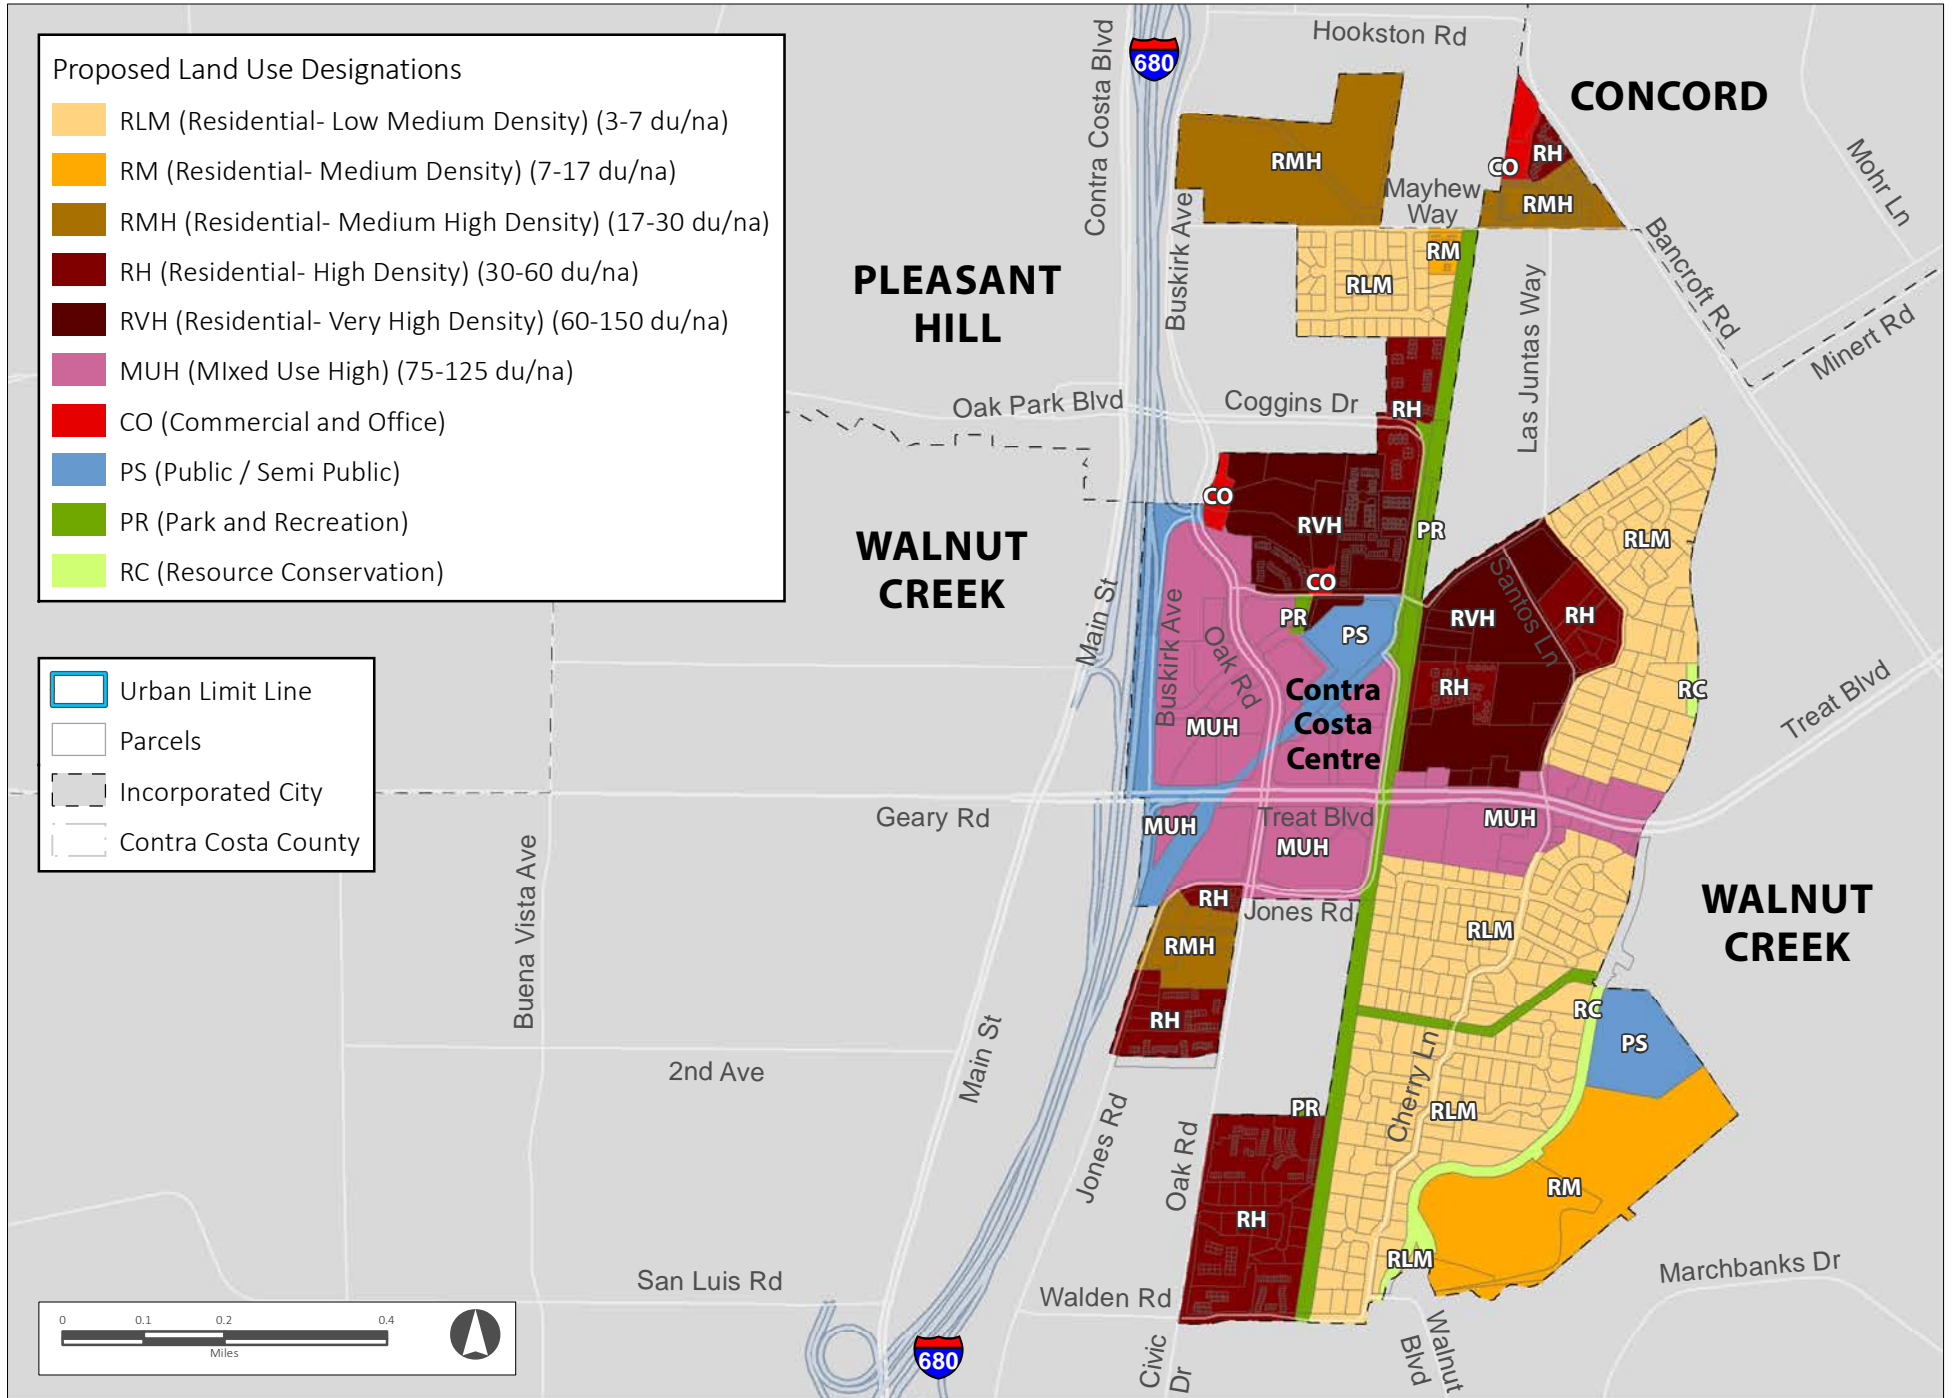 Proposed Land Use Designations
RLM (Residential- Low Medium Density) (3-7 du/na)
RM (Residential- Medium Density) (7-17 du/na)
RMH (Residential- Medium High Density) (17-30 du/na)
RH (Residential- High Density) (30-60 du/na)
RVH (Residential- Very High Density) (60-150 du/na)
MUH (MIxed Use High) (75-125 du/na)
CO (Commercial and Office)
PS (Public / Semi Public)
PR (Park and Recreation)
RC (Resource Conservation)
Urban Limit Line
Parcels
Incorporated City
Contra Costa County
0 0.1 0.2 0.4
Miles
Contra Costa Blvd
680
Hookston Rd
CONCORD
RMH
CO
RH
RMH
Mayhew
Way
Mohr Ln
Buskirk Ave
RM
RLM
Bancroft Rd
PLEASANT
HILL
Las Juntas Way
Minert Rd
Oak Park Blvd
Coggins Dr
RH
CO
RVH
PR
RLM
WALNUT
CREEK
CO
Santos Ln
Main St
Buskirk Ave
Oak Rd
PR
PS
RVH
RH
RH
RC
Contra
Costa
Centre
MUH
Treat Blvd
Geary Rd
MUH
Treat Blvd
MUH
MUH
Buena Vista Ave
RH
Jones Rd
WALNUT
CREEK
RLM
RMH
RH
RC
PS
2nd Ave
Main St
Cherry Ln
PR
RLM
Jones Rd
Oak Rd
RM
RH
RLM
San Luis Rd
Walden Rd
Marchbanks Dr
680
Civic
Dr
Walnut
Blvd